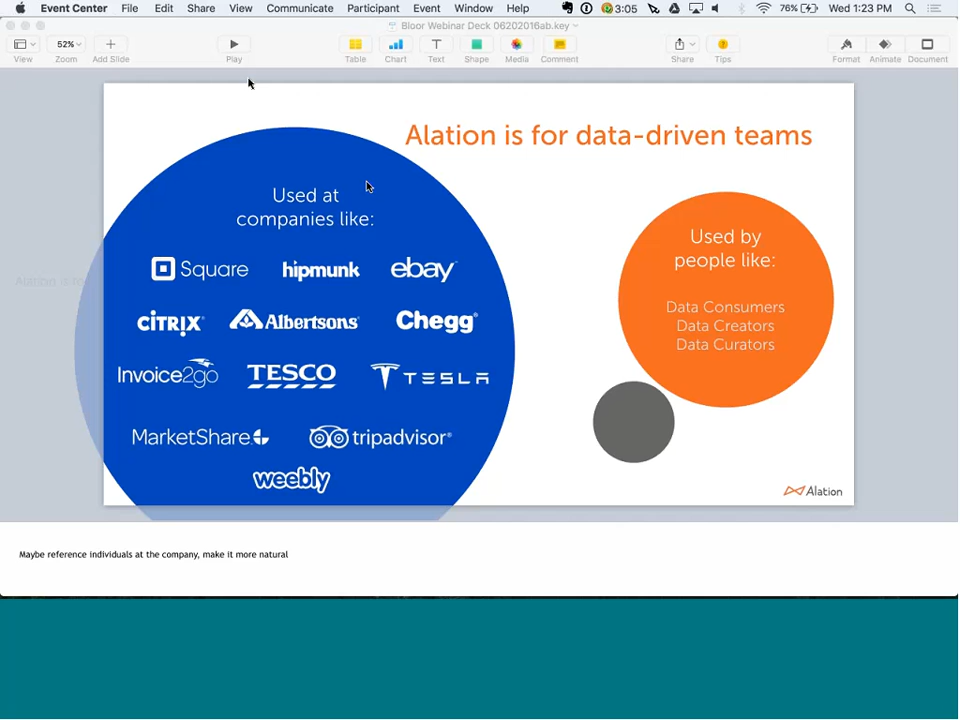 Event Center File Edit Share View Communicate Participant Event Window Help 3:05 76% Wed 1:23 PM
Bloor Webinar Deck 06202016ab.key
52%
View Zoom Add Slide Play Table Chart Text Shape Media Comment Share Tips Format Animate Document
Alation is for data-driven teams
Used at
companies like:
Square hipmunk ebay
CITRIX Albertsons Chegg
Invoice2go TESCO TESLA
MarketShare tripadvisor
weebly
Used by
people like:
Data Consumers
Data Creators
Data Curators
Alation
Alation is fo
Maybe reference individuals at the company, make it more natural